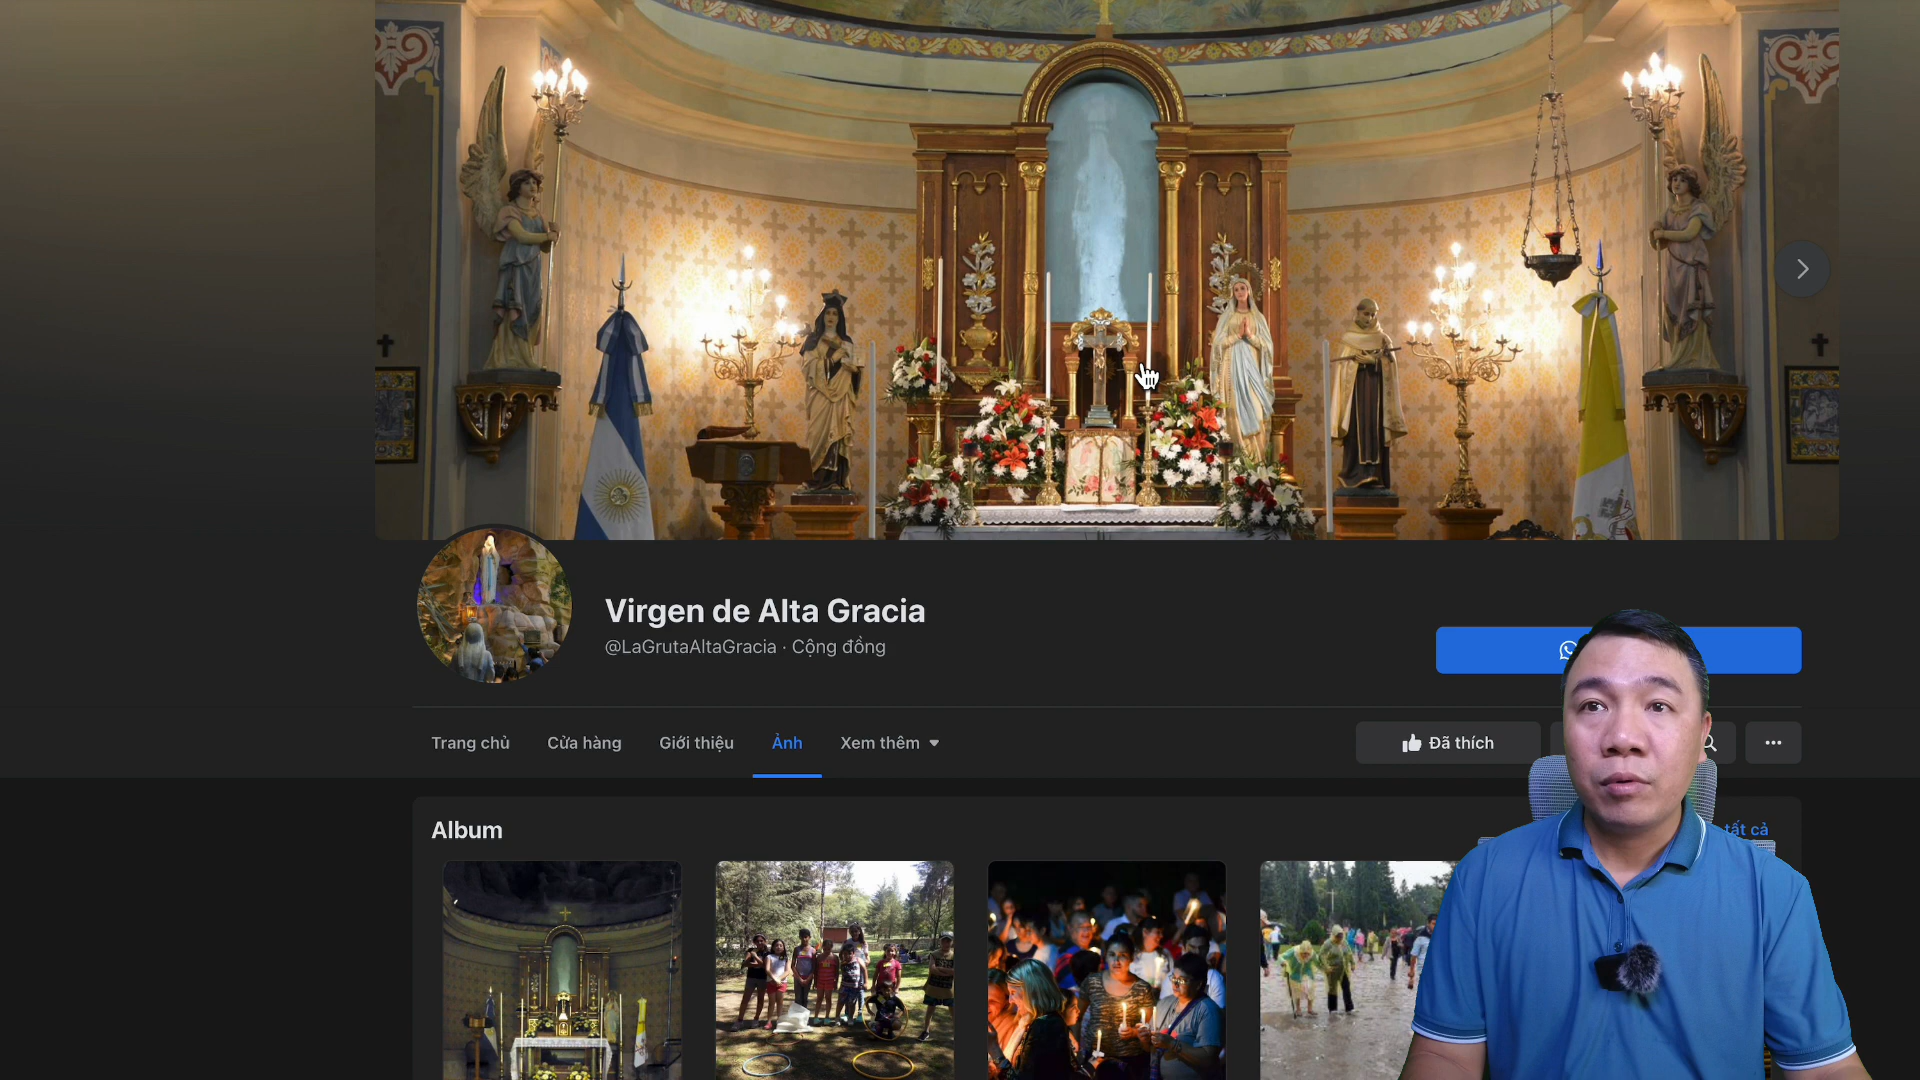 Virgen de Alta Gracia
@LaGrutaAltaGracia · Cộng đồng
Trang chủ
Cửa hàng
Giới thiệu
Ảnh
Xem thêm
Đã thích
Album
tất cả